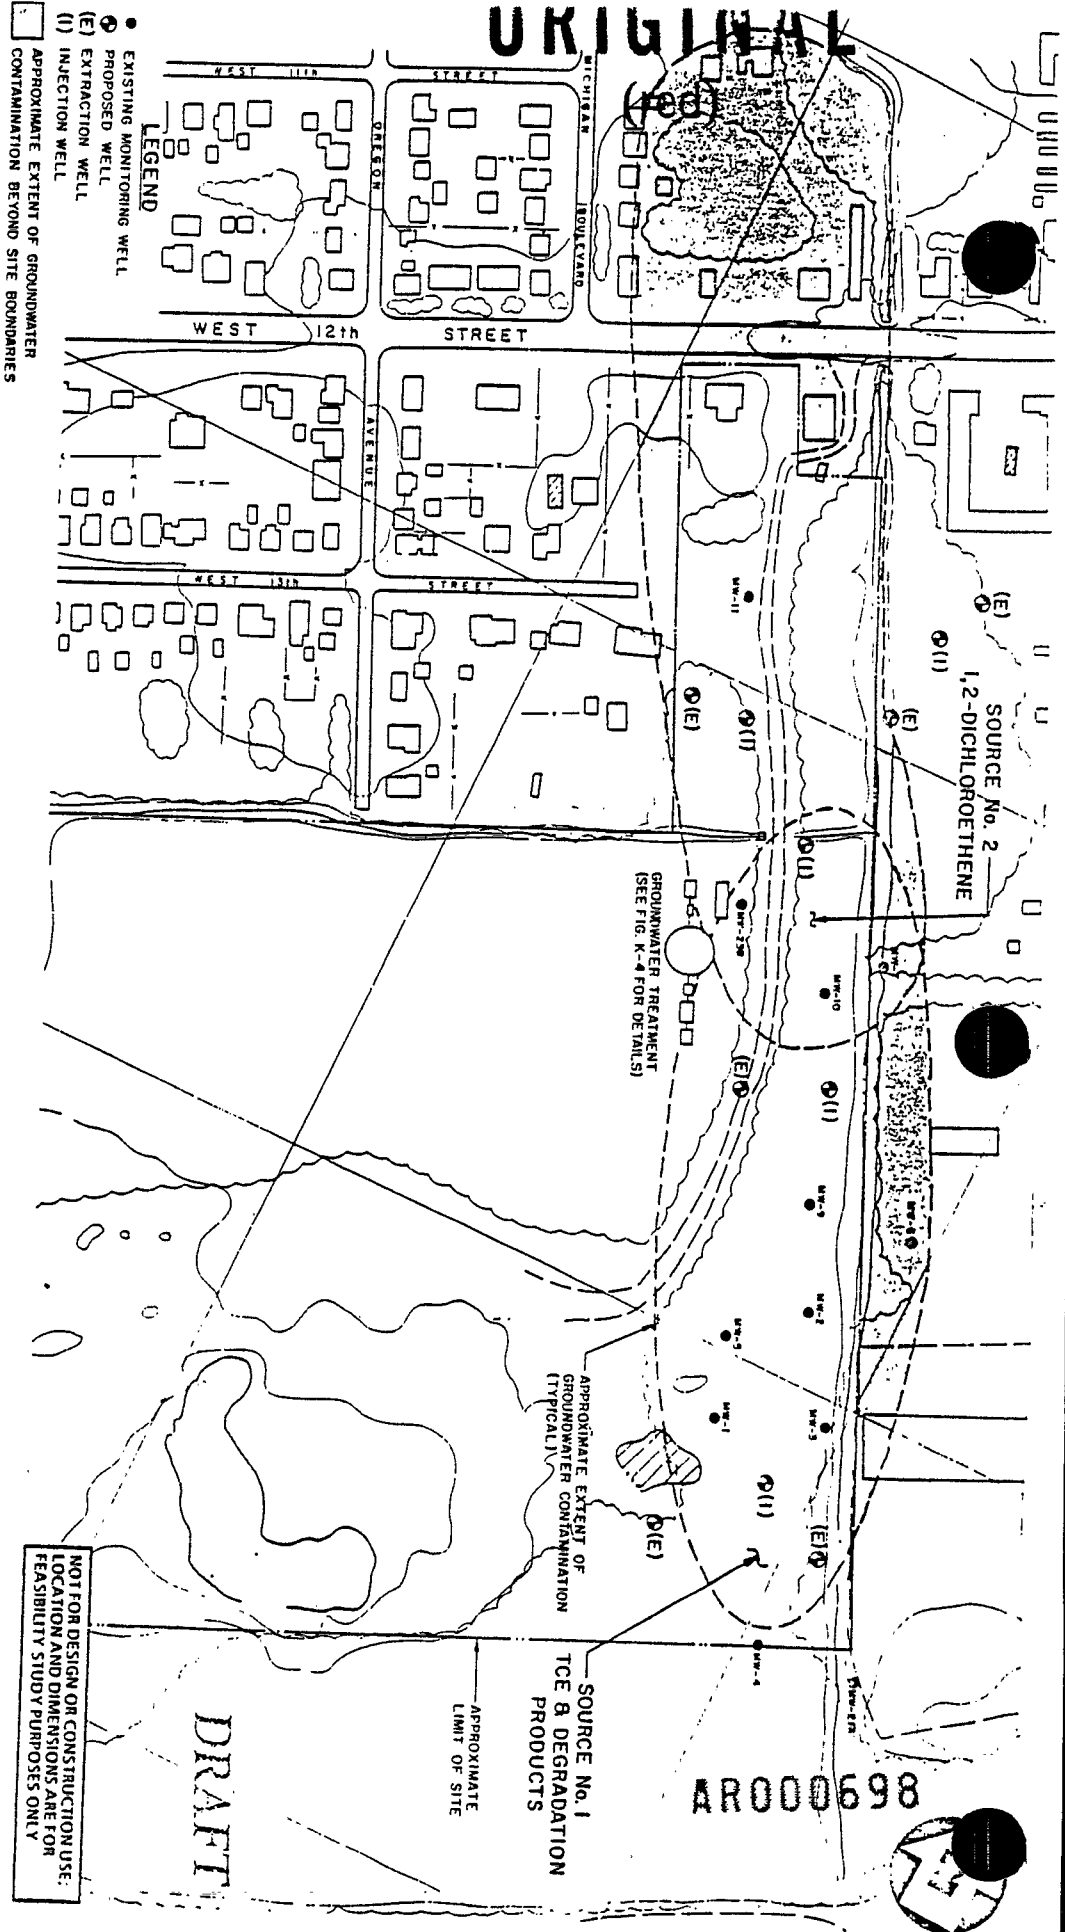 ORIGINAL
(red)
WEST 11th STREET
MICHIGAN BOULEVARD
OREGON AVENUE
WEST 12th STREET
WEST 13th STREET
LEGEND
EXISTING MONITORING WELL
PROPOSED WELL
(E) EXTRACTION WELL
(I) INJECTION WELL
APPROXIMATE EXTENT OF GROUNDWATER
CONTAMINATION BEYOND SITE BOUNDARIES
MW-11
(E)
(I)
(E)
(E)
(I)
SOURCE No. 2
1,2-DICHLOROETHENE
(I)
GROUNDWATER TREATMENT
(SEE FIG. K-4 FOR DETAILS)
MW-10
(E)
(I)
MW-9
MW-2
MW-5
MW-1
MW-3
APPROXIMATE EXTENT OF
GROUNDWATER CONTAMINATION
(TYPICAL)
(I)
(E)
(E)
MW-4
SOURCE No. 1
TCE & DEGRADATION
PRODUCTS
APPROXIMATE
LIMIT OF SITE
AR000698
DRAFT
NOT FOR DESIGN OR CONSTRUCTION USE;
LOCATION AND DIMENSIONS ARE FOR
FEASIBILITY STUDY PURPOSES ONLY